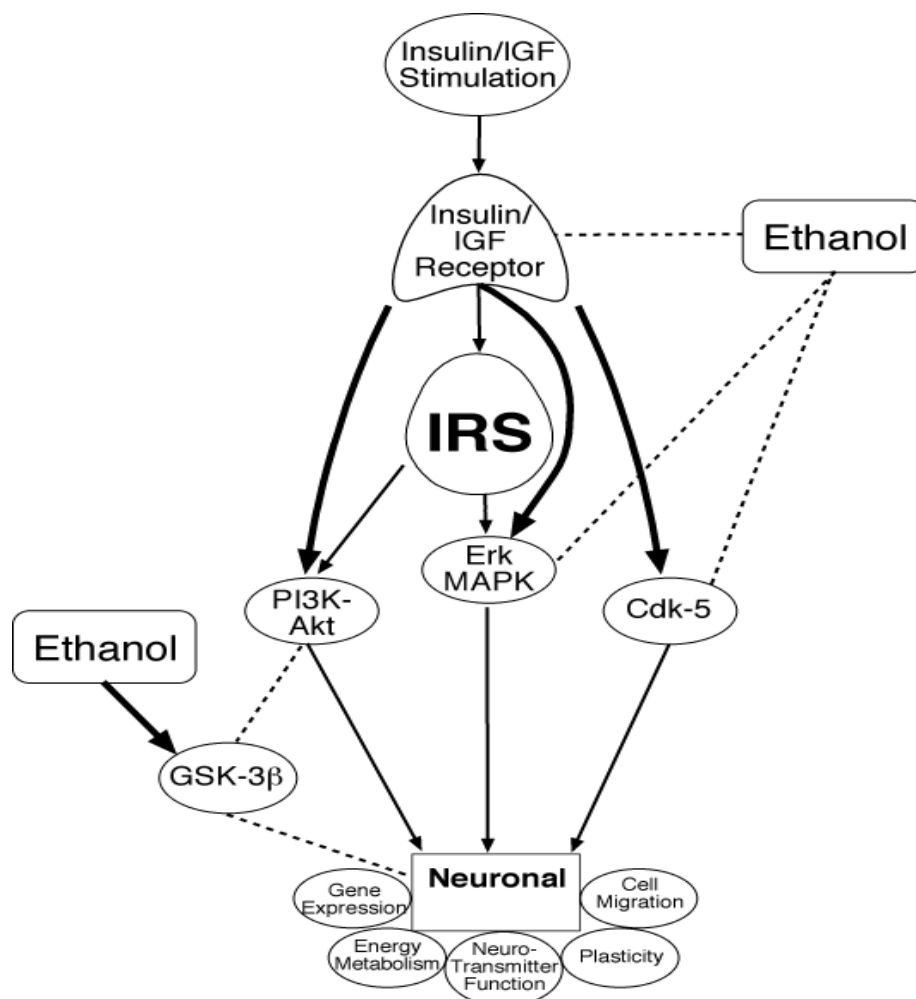 Insulin/IGF
Stimulation
Insulin/
IGF
Receptor
Ethanol
IRS
Erk
MAPK
PI3K-
Akt
Cdk-5
Ethanol
GSK-3β
Neuronal
Gene
Expression
Cell
Migration
Energy
Metabolism
Neuro-
Transmitter
Function
Plasticity